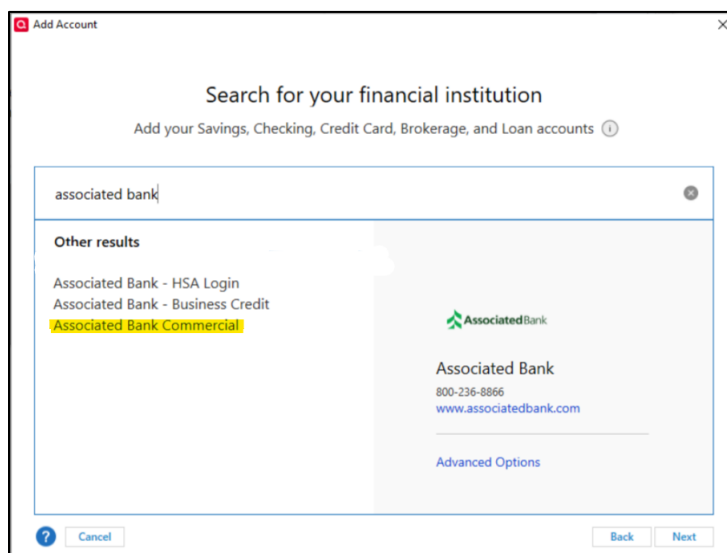 Add Account
Search for your financial institution
Add your Savings, Checking, Credit Card, Brokerage, and Loan accounts i
associated bank
Other results
Associated Bank - HSA Login
Associated Bank - Business Credit
Associated Bank Commercial
AssociatedBank
Associated Bank
800-236-8866
www.associatedbank.com
Advanced Options
? Cancel Back Next